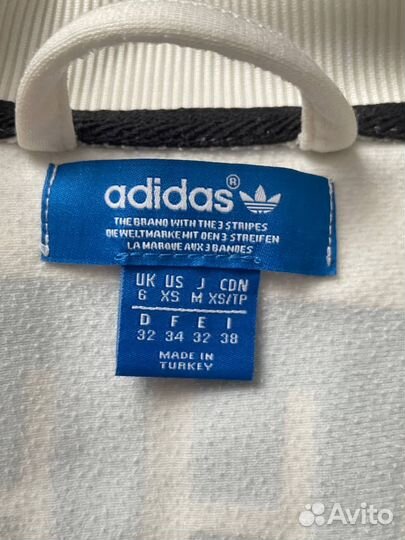 adidas®
THE BRAND WITH THE 3 STRIPES
DIE WELTMARKE MIT DEN 3 STREIFEN
LA MARQUE AUX 3 BANDES
UK US J CDN
6 XS M XS/TP
D F E I
32 34 32 38
MADE IN
TURKEY
Avito